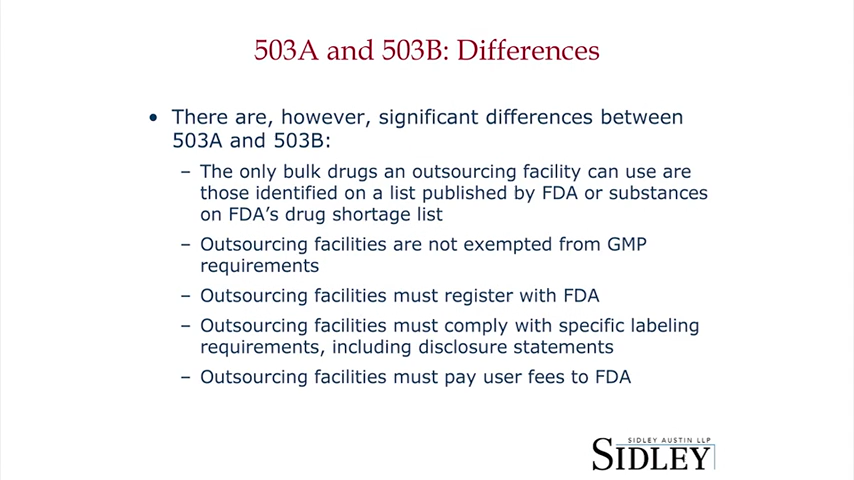 503A and 503B: Differences
• There are, however, significant differences between
503A and 503B:
– The only bulk drugs an outsourcing facility can use are
those identified on a list published by FDA or substances
on FDA's drug shortage list
– Outsourcing facilities are not exempted from GMP
requirements
– Outsourcing facilities must register with FDA
– Outsourcing facilities must comply with specific labeling
requirements, including disclosure statements
– Outsourcing facilities must pay user fees to FDA
SIDLEY AUSTIN LLP
SIDLEY